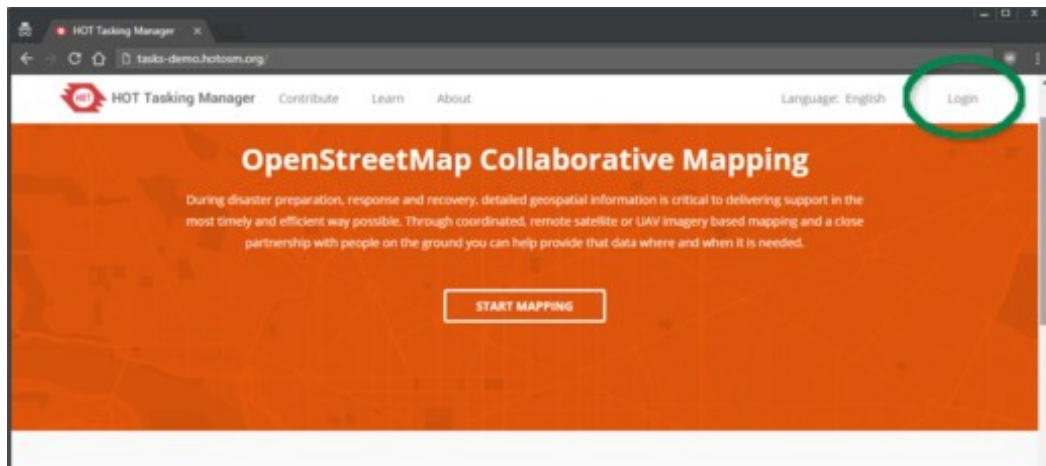 HOT Tasking Manager
tasks-demo.hotosm.org/
HOT
HOT Tasking Manager Contribute Learn About Language: English Login
OpenStreetMap Collaborative Mapping
During disaster preparation, response and recovery, detailed geospatial information is critical to delivering support in the
most timely and efficient way possible. Through coordinated, remote satellite or UAV imagery based mapping and a close
partnership with people on the ground you can help provide that data where and when it is needed.
START MAPPING